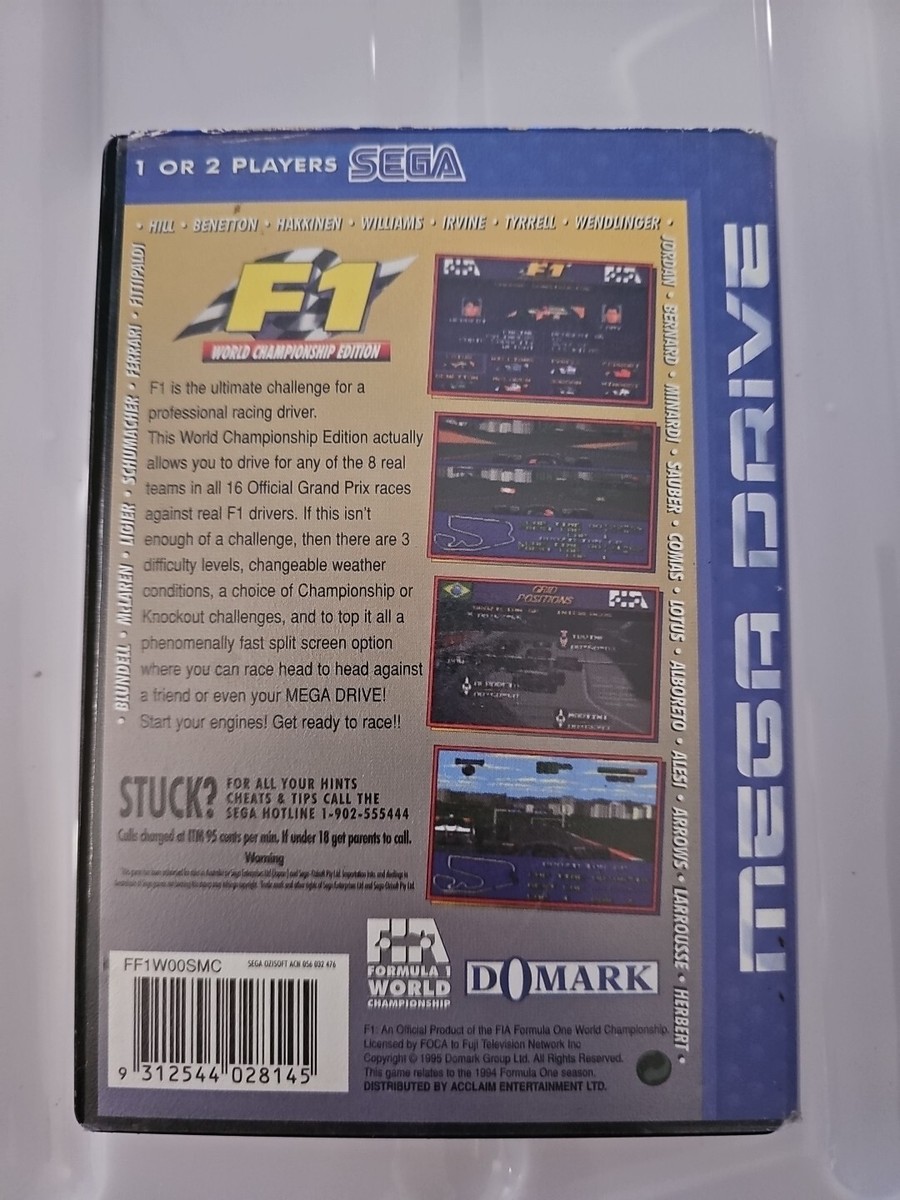 1 OR 2 PLAYERS SEGA
• HILL • BENETTON • HAKKINEN • WILLIAMS • IRVINE • TYRRELL • WENDLINGER •
JORDAN • BERNARD • MINARDI • SAUBER • COMAS • LOTUS • ALBORETO • ALESI • ARROWS • LARROUSSE • HERBERT •
• BLUNDELL • McLAREN • LIGIER • SCHUMACHER • FERRARI • FITTIPALDI
MEGA DRIVE
F1
WORLD CHAMPIONSHIP EDITION
F1 is the ultimate challenge for a
professional racing driver.
This World Championship Edition actually
allows you to drive for any of the 8 real
teams in all 16 Official Grand Prix races
against real F1 drivers. If this isn't
enough of a challenge, then there are 3
difficulty levels, changeable weather
conditions, a choice of Championship or
Knockout challenges, and to top it all a
phenomenally fast split screen option
where you can race head to head against
a friend or even your MEGA DRIVE!
Start your engines! Get ready to race!!
FIA F1 FIA
GRID
POSITIONS
FIA
STUCK? FOR ALL YOUR HINTS
CHEATS & TIPS CALL THE
SEGA HOTLINE 1-902-555444
Calls charged at ITM 95 cents per min. If under 18 get parents to call.
Warning
FF1W00SMC SEGA OZISOFT ACN 056 032 476
9 312544 028145
FIA
FORMULA 1
WORLD
CHAMPIONSHIP
DOMARK
F1: An Official Product of the FIA Formula One World Championship.
Licensed by FOCA to Fuji Television Network Inc
Copyright © 1995 Domark Group Ltd. All Rights Reserved.
This game relates to the 1994 Formula One season.
DISTRIBUTED BY ACCLAIM ENTERTAINMENT LTD.